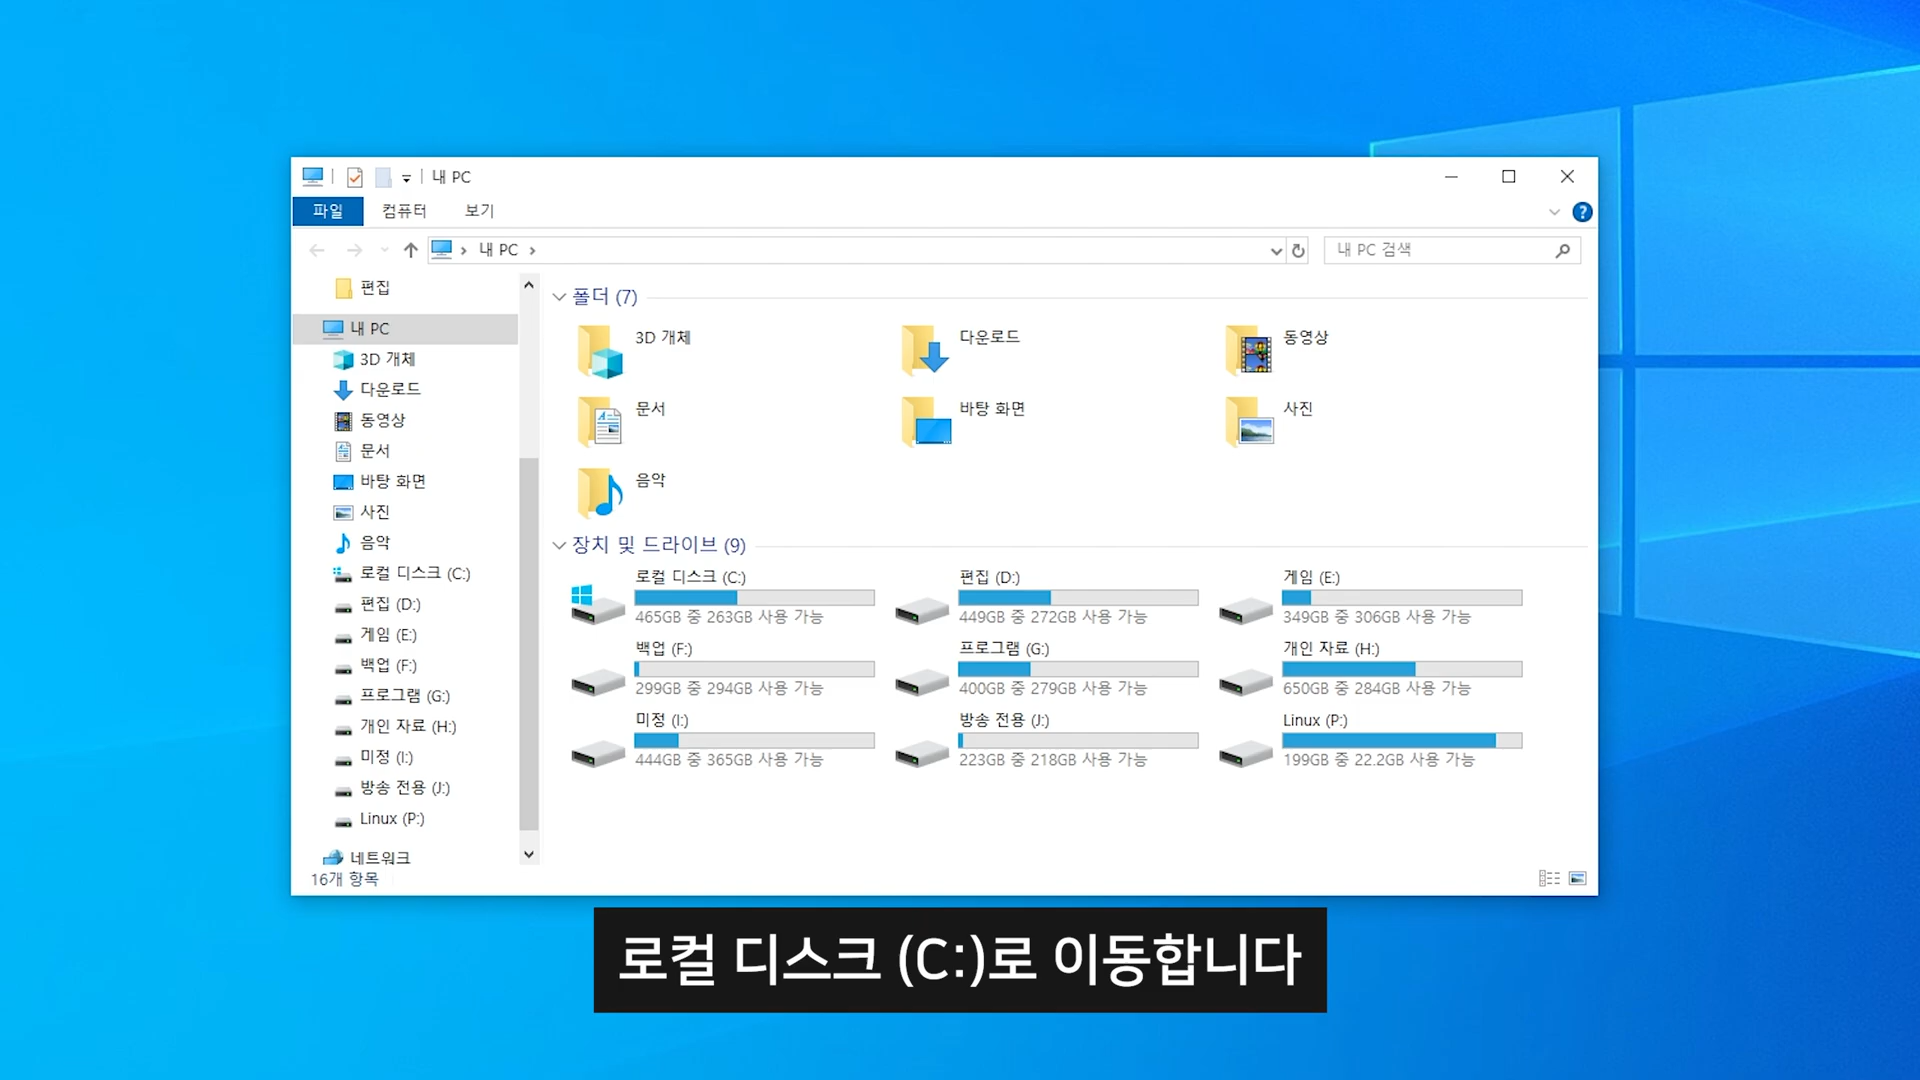 내 PC
파일 컴퓨터 보기
내 PC
내 PC 검색
편집
내 PC
3D 개체
다운로드
동영상
문서
바탕 화면
사진
음악
로컬 디스크 (C:)
편집 (D:)
게임 (E:)
백업 (F:)
프로그램 (G:)
개인 자료 (H:)
미정 (I:)
방송 전용 (J:)
Linux (P:)
네트워크
16개 항목
폴더 (7)
3D 개체
다운로드
동영상
문서
바탕 화면
사진
음악
장치 및 드라이브 (9)
로컬 디스크 (C:)
465GB 중 263GB 사용 가능
편집 (D:)
449GB 중 272GB 사용 가능
게임 (E:)
349GB 중 306GB 사용 가능
백업 (F:)
299GB 중 294GB 사용 가능
프로그램 (G:)
400GB 중 279GB 사용 가능
개인 자료 (H:)
650GB 중 284GB 사용 가능
미정 (I:)
444GB 중 365GB 사용 가능
방송 전용 (J:)
223GB 중 218GB 사용 가능
Linux (P:)
199GB 중 22.2GB 사용 가능
로컬 디스크 (C:)로 이동합니다